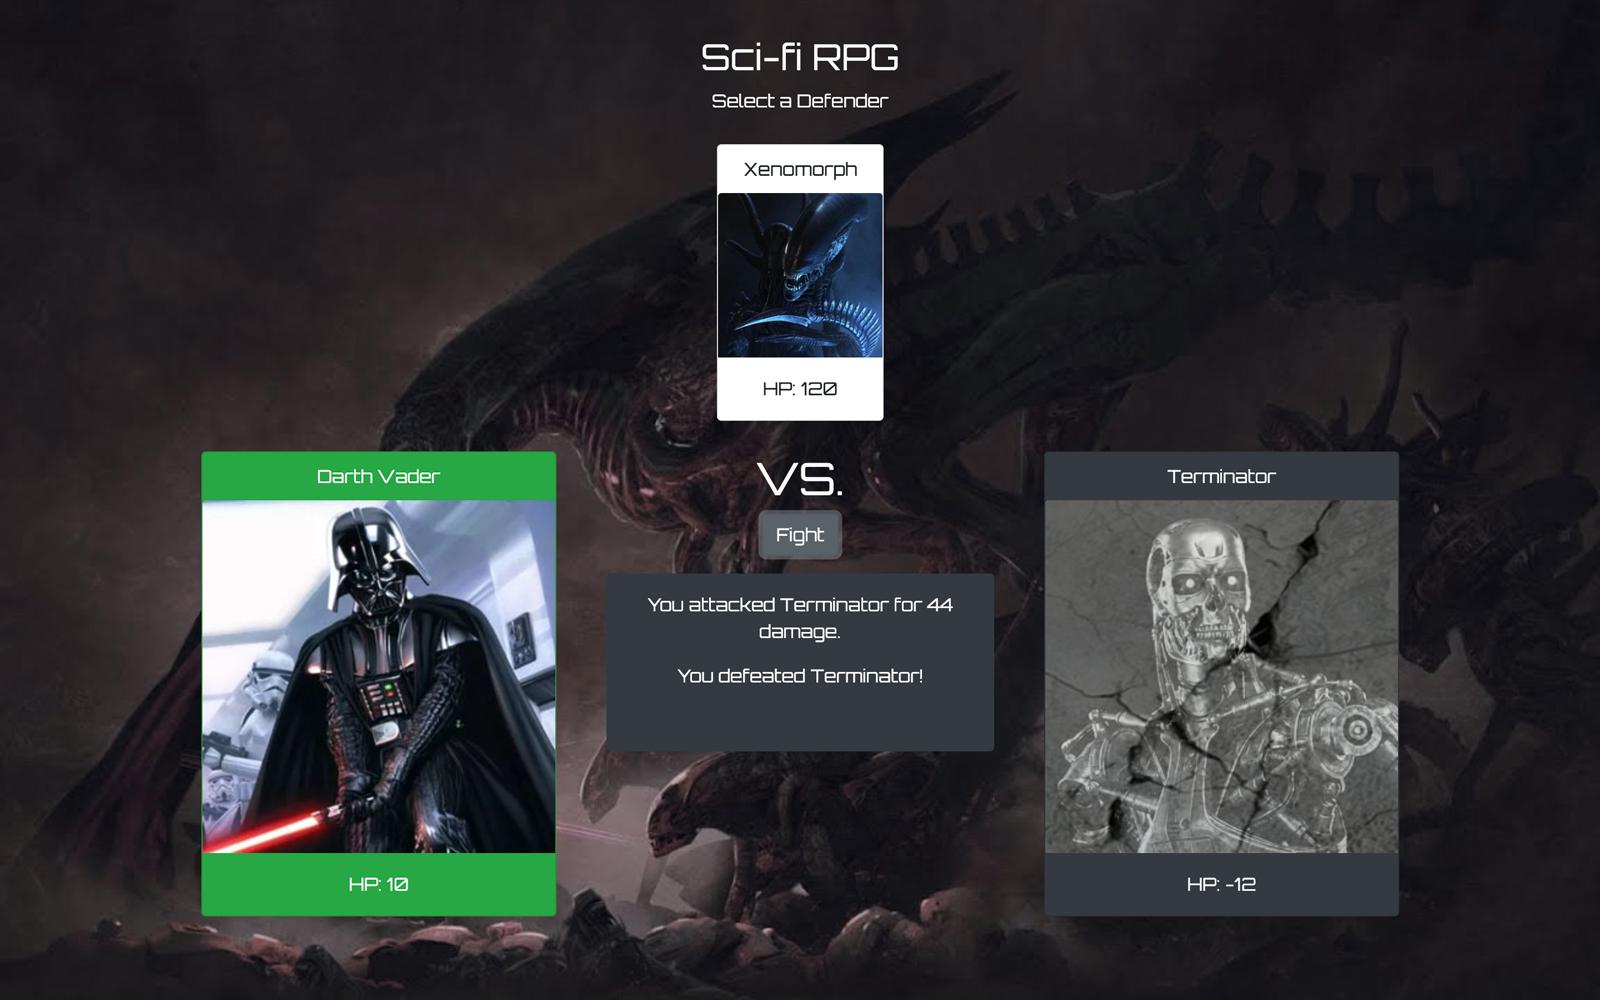 Sci-fi RPG
Select a Defender
Xenomorph
HP: 120
Darth Vader
HP: 10
VS.
Fight
You attacked Terminator for 44
damage.
You defeated Terminator!
Terminator
HP: -12